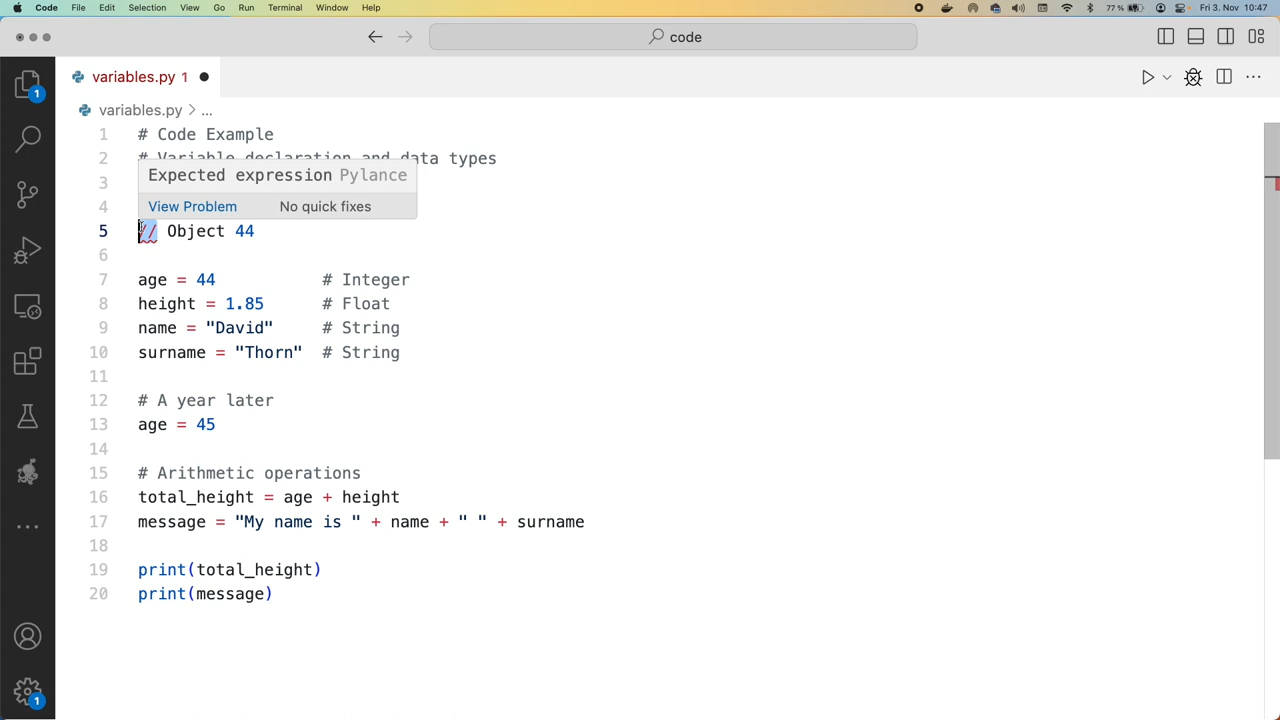 Code File Edit Selection View Go Run Terminal Window Help 77% Fri 3. Nov 10:47
code
variables.py 1
variables.py > ...
1 # Code Example
2 # Variable declaration and data types
3
Expected expression Pylance
4
View Problem No quick fixes
5 // Object 44
6
7 age = 44 # Integer
8 height = 1.85 # Float
9 name = "David" # String
10 surname = "Thorn" # String
11
12 # A year later
13 age = 45
14
15 # Arithmetic operations
16 total_height = age + height
17 message = "My name is " + name + " " + surname
18
19 print(total_height)
20 print(message)
1
1